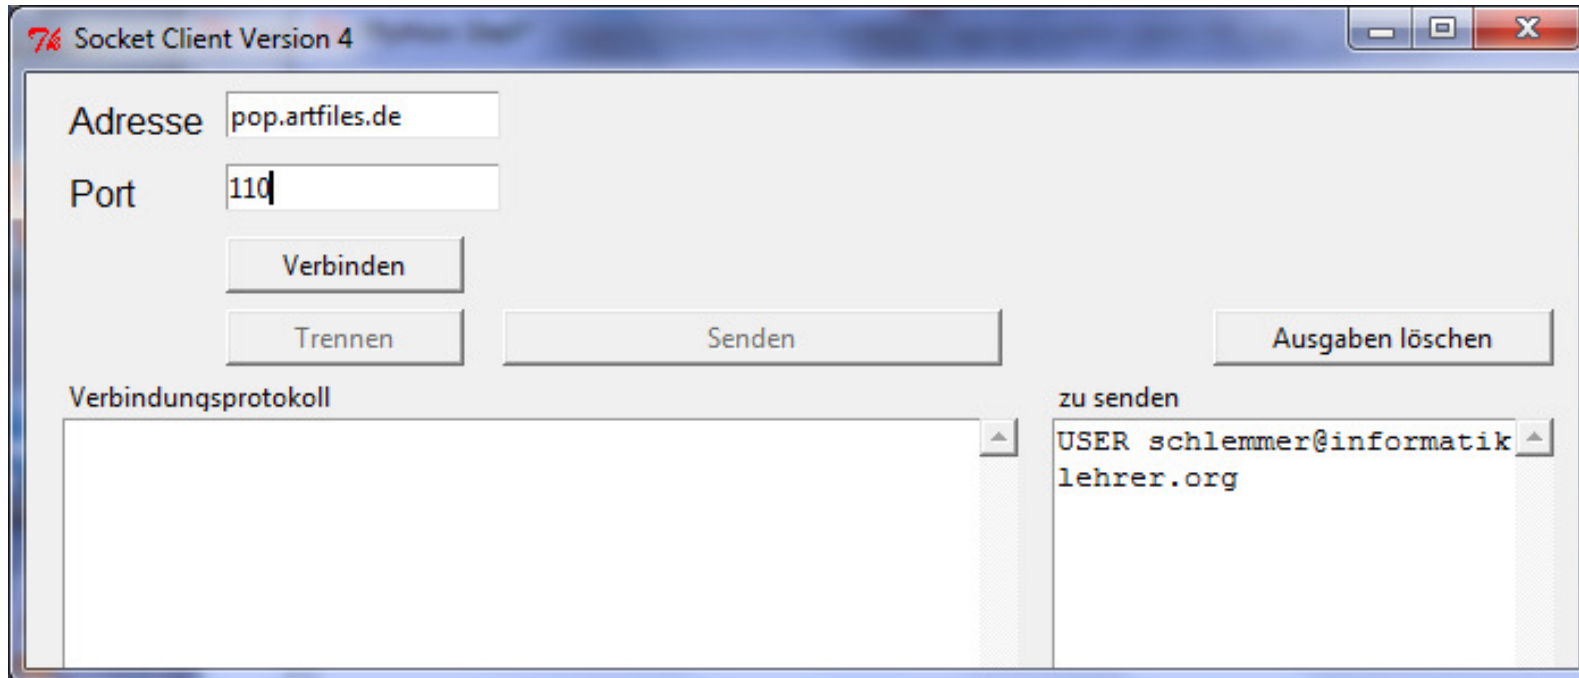 Socket Client Version 4
Adresse pop.artfiles.de
Port 110
Verbinden
Trennen Senden Ausgaben löschen
Verbindungsprotokoll zu senden
USER schlemmer@informatik
lehrer.org